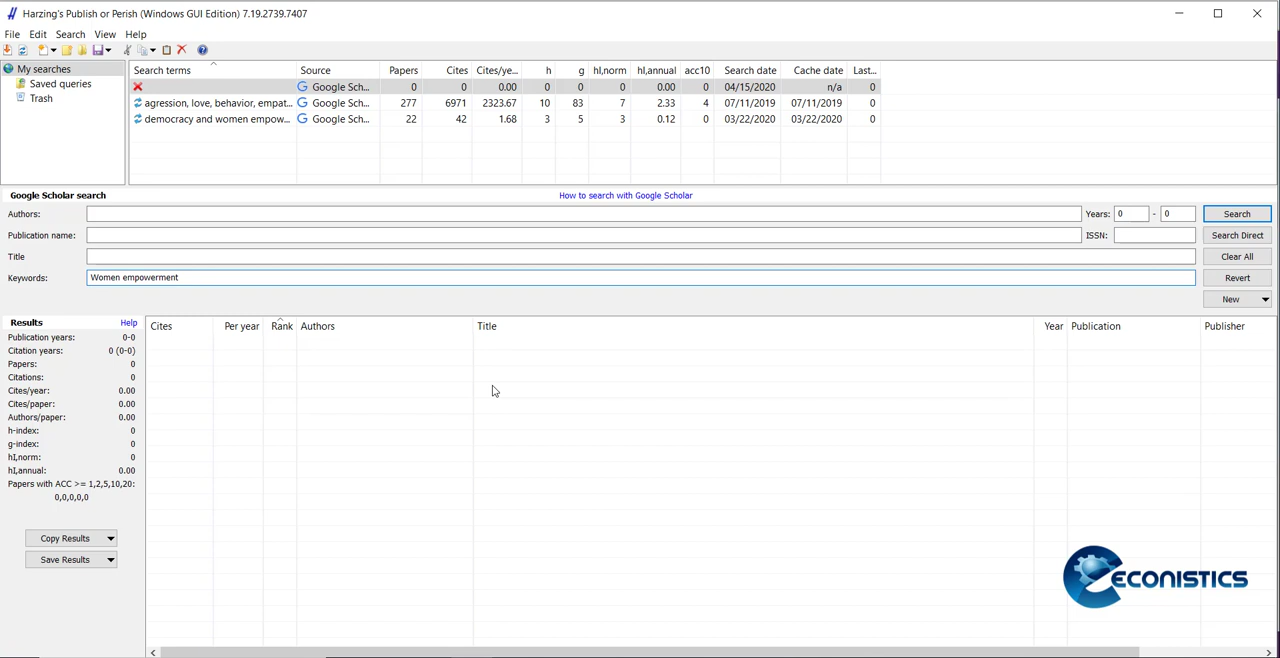 Harzing's Publish or Perish (Windows GUI Edition) 7.19.2739.7407
File Edit Search View Help
My searches
Saved queries
Trash
Search terms Source Papers Cites Cites/ye... h g hI,norm hI,annual acc10 Search date Cache date Last...
Google Sch... 0 0 0.00 0 0 0 0.00 0 04/15/2020 n/a 0
agression, love, behavior, empat... Google Sch... 277 6971 2323.67 10 83 7 2.33 4 07/11/2019 07/11/2019 0
democracy and women empow... Google Sch... 22 42 1.68 3 5 3 0.12 0 03/22/2020 03/22/2020 0
Google Scholar search How to search with Google Scholar
Authors: Years: 0 - 0 Search
Publication name: ISSN: Search Direct
Title Clear All
Keywords: Women empowerment Revert
New
Results Help
Publication years: 0-0
Citation years: 0 (0-0)
Papers: 0
Citations: 0
Cites/year: 0.00
Cites/paper: 0.00
Authors/paper: 0.00
h-index: 0
g-index: 0
hI,norm: 0
hI,annual: 0.00
Papers with ACC >= 1,2,5,10,20:
0,0,0,0,0
Copy Results
Save Results
Cites Per year Rank Authors Title Year Publication Publisher
ECONISTICS